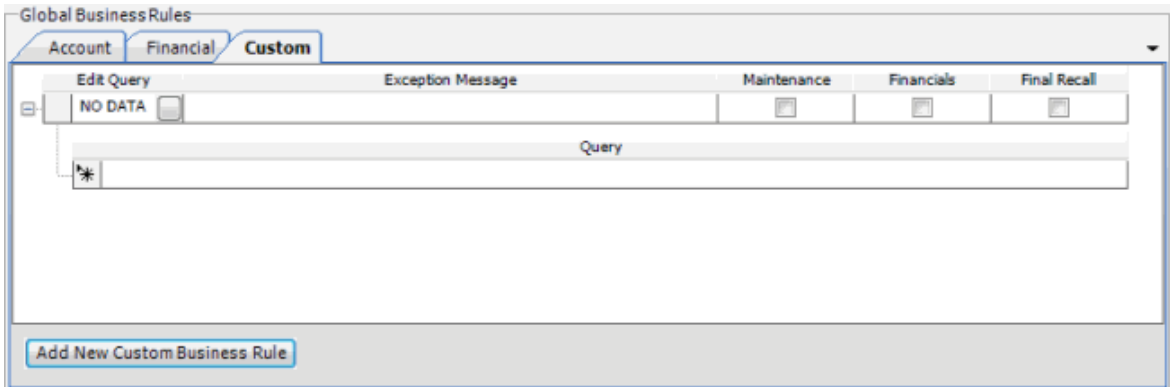 Global Business Rules
Account Financial Custom
Edit Query Exception Message Maintenance Financials Final Recall
NO DATA
Query
Add New Custom Business Rule